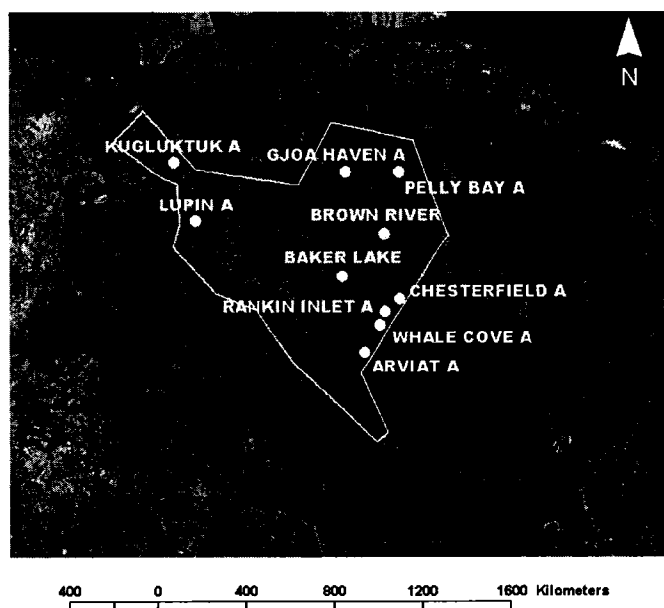 N
KUGLUKTUK A
GJOA HAVEN A
PELLY BAY A
LUPIN A
BROWN RIVER
BAKER LAKE
CHESTERFIELD A
RANKIN INLET A
WHALE COVE A
ARVIAT A
400 0 400 800 1200 1600 Kilometers